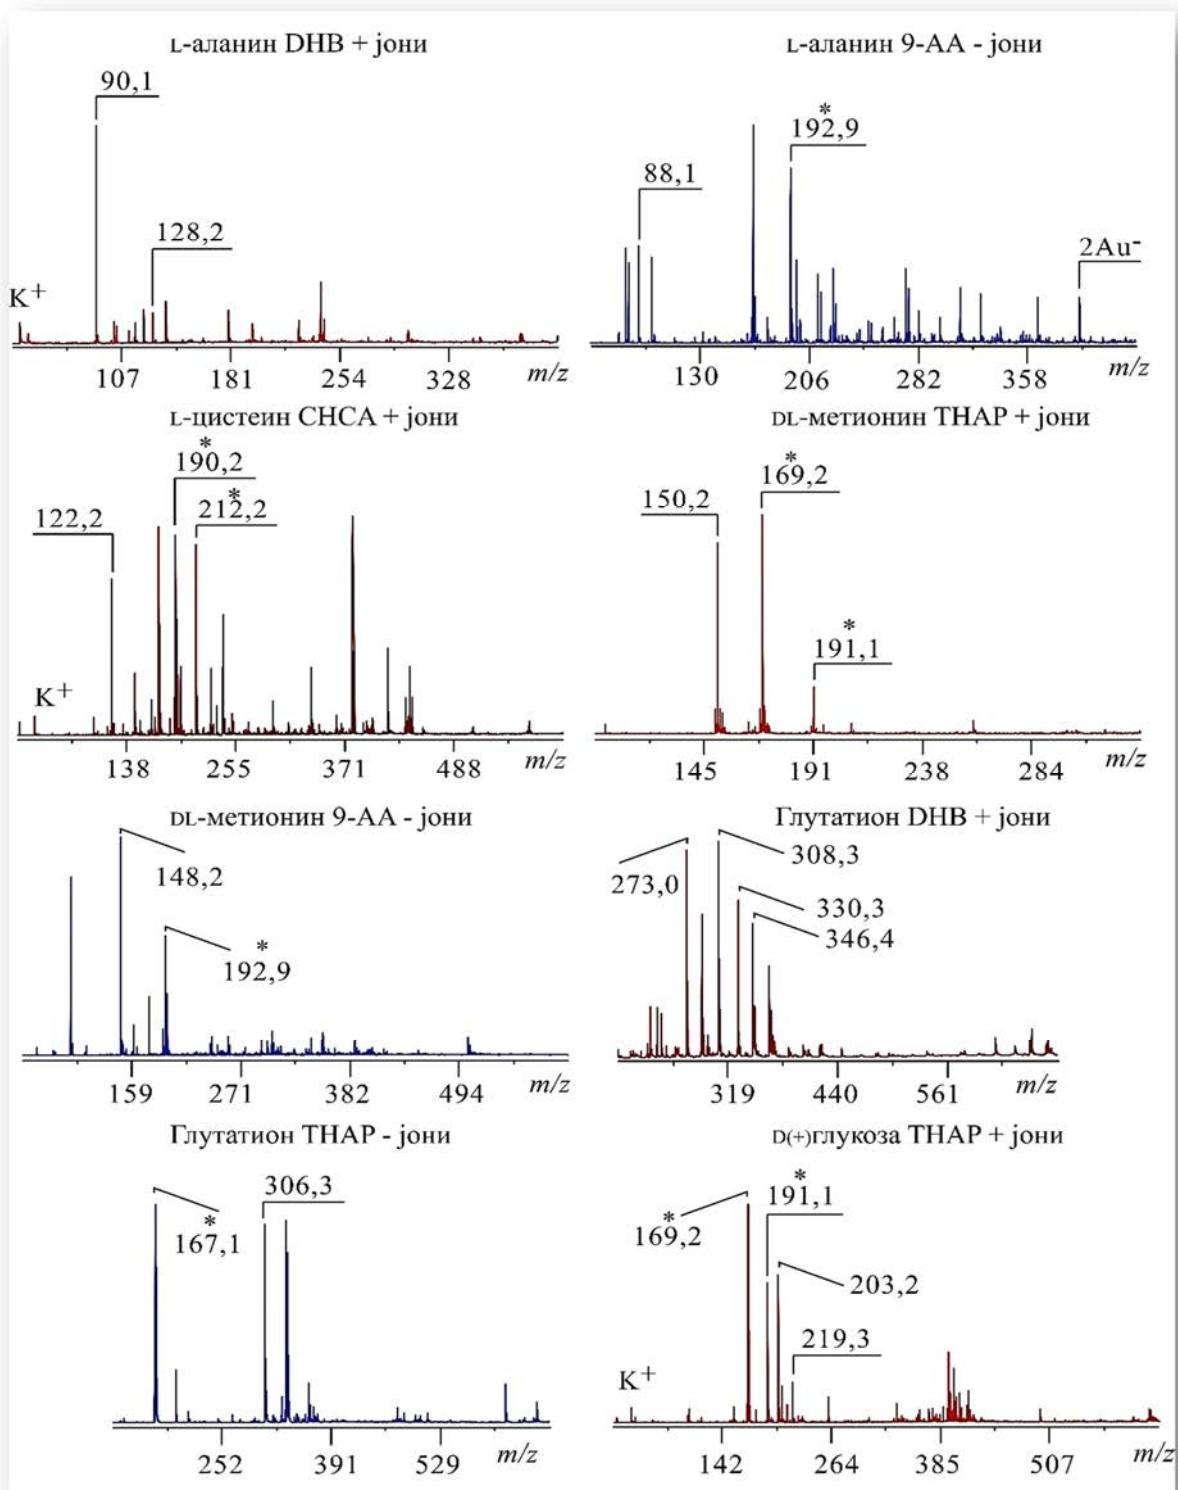 L-аланин DHB + јони
90,1
128,2
K+
107 181 254 328 m/z
L-аланин 9-AA - јони
*
192,9
88,1
2Au-
130 206 282 358 m/z
L-цистеин CHCA + јони
*
190,2
*
212,2
122,2
K+
138 255 371 488 m/z
DL-метионин THAP + јони
*
169,2
150,2
*
191,1
145 191 238 284 m/z
DL-метионин 9-AA - јони
148,2
*
192,9
159 271 382 494 m/z
Глутатион DHB + јони
308,3
273,0
330,3
346,4
319 440 561 m/z
Глутатион THAP - јони
306,3
*
167,1
252 391 529 m/z
D(+)глукоза THAP + јони
*
191,1
*
169,2
203,2
219,3
K+
142 264 385 507 m/z